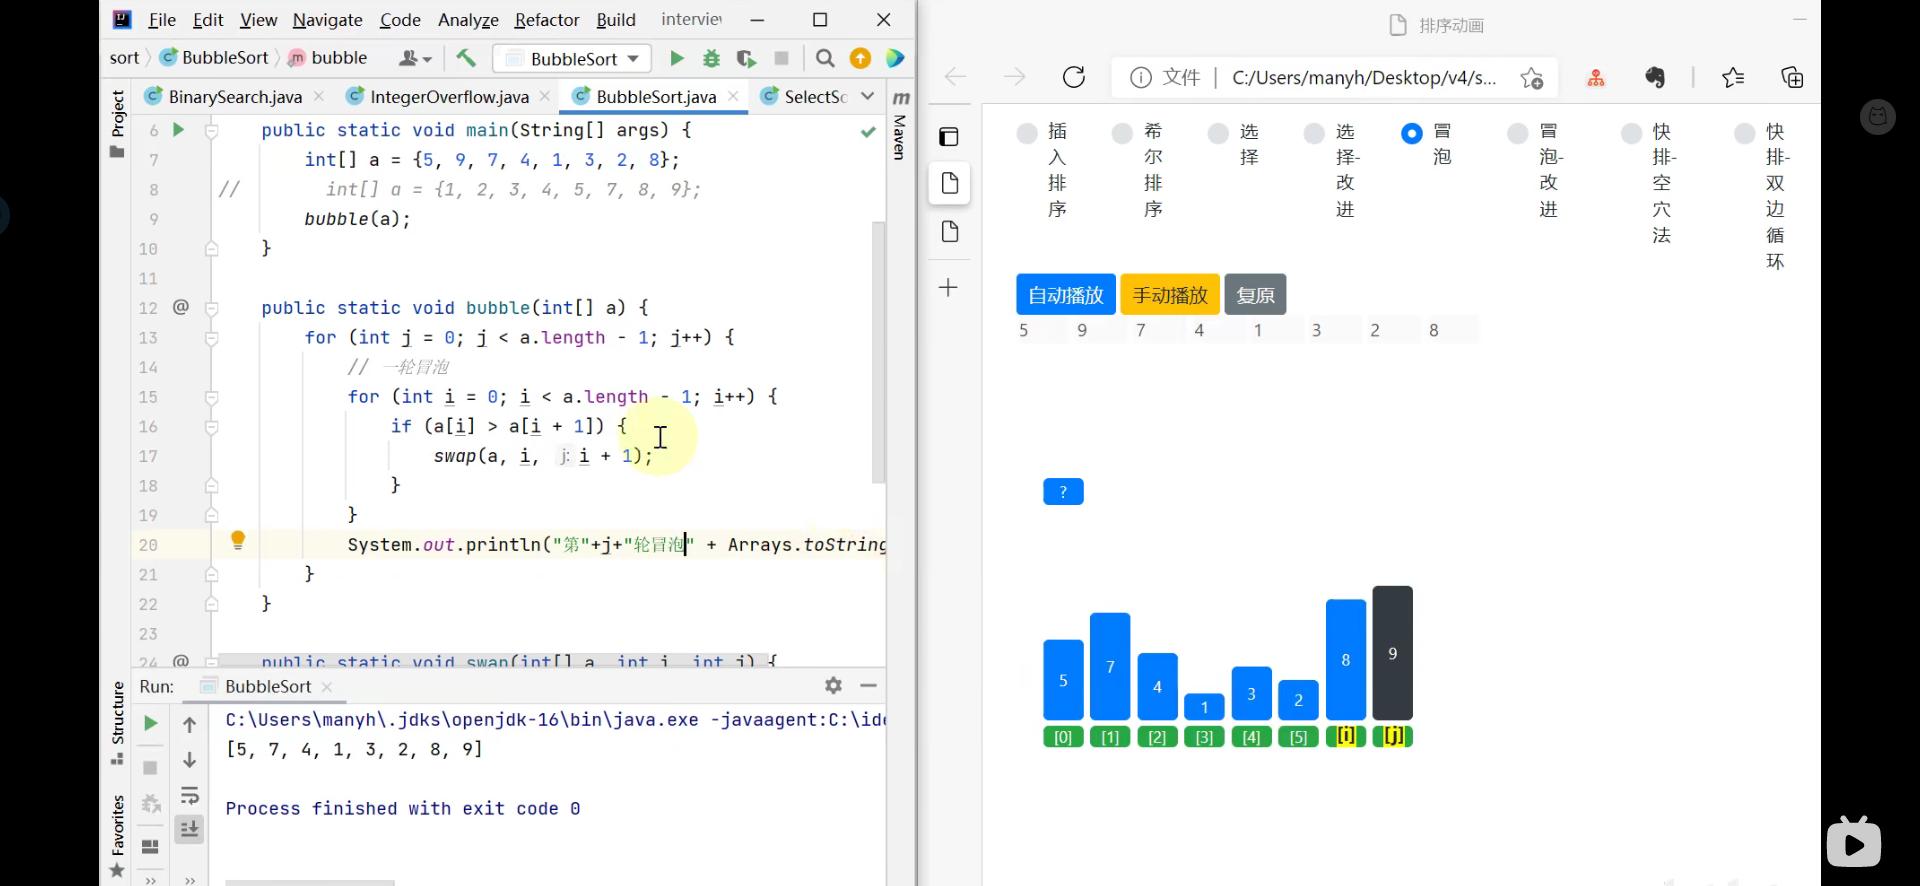 File Edit View Navigate Code Analyze Refactor Build interview
sort BubbleSort bubble BubbleSort
BinarySearch.java IntegerOverflow.java BubbleSort.java SelectSo
Project
Maven
6 public static void main(String[] args) {
7 int[] a = {5, 9, 7, 4, 1, 3, 2, 8};
8 // int[] a = {1, 2, 3, 4, 5, 7, 8, 9};
9 bubble(a);
10 }
11
12 @ public static void bubble(int[] a) {
13 for (int j = 0; j < a.length - 1; j++) {
14 // 一轮冒泡
15 for (int i = 0; i < a.length - 1; i++) {
16 if (a[i] > a[i + 1]) {
17 swap(a, i, j: i + 1);
18 }
19 }
20 System.out.println("第"+j+"轮冒泡" + Arrays.toString
21 }
22 }
23
24 @ public static void swap(int[] a, int i, int j) {
Run: BubbleSort
Structure
Favorites
C:\Users\manyh\.jdks\openjdk-16\bin\java.exe -javaagent:C:\ide
[5, 7, 4, 1, 3, 2, 8, 9]
Process finished with exit code 0
排序动画
文件 C:/Users/manyh/Desktop/v4/s...
插入排序
希尔排序
选择
选择-改进
冒泡
冒泡-改进
快排-空穴法
快排-双边循环
自动播放 手动播放 复原
5 9 7 4 1 3 2 8
?
5 7 4 1 3 2 8 9
[0] [1] [2] [3] [4] [5] [i] [j]